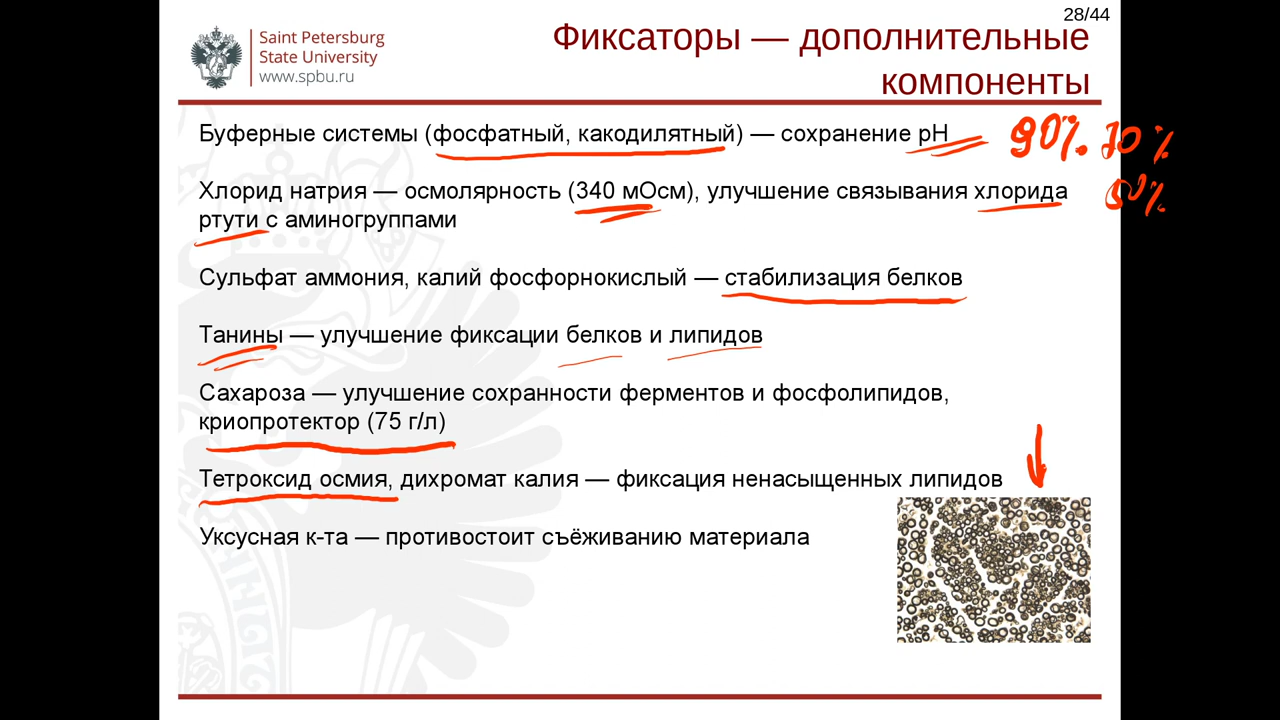 28/44
Saint Petersburg
State University
www.spbu.ru
Фиксаторы — дополнительные
компоненты
Буферные системы (фосфатный, какодилятный) — сохранение pH
90% 70%
Хлорид натрия — осмолярность (340 мОсм), улучшение связывания хлорида
50%
ртути с аминогруппами
Сульфат аммония, калий фосфорнокислый — стабилизация белков
Танины — улучшение фиксации белков и липидов
Сахароза — улучшение сохранности ферментов и фосфолипидов,
криопротектор (75 г/л)
Тетроксид осмия, дихромат калия — фиксация ненасыщенных липидов
Уксусная к-та — противостоит съёживанию материала